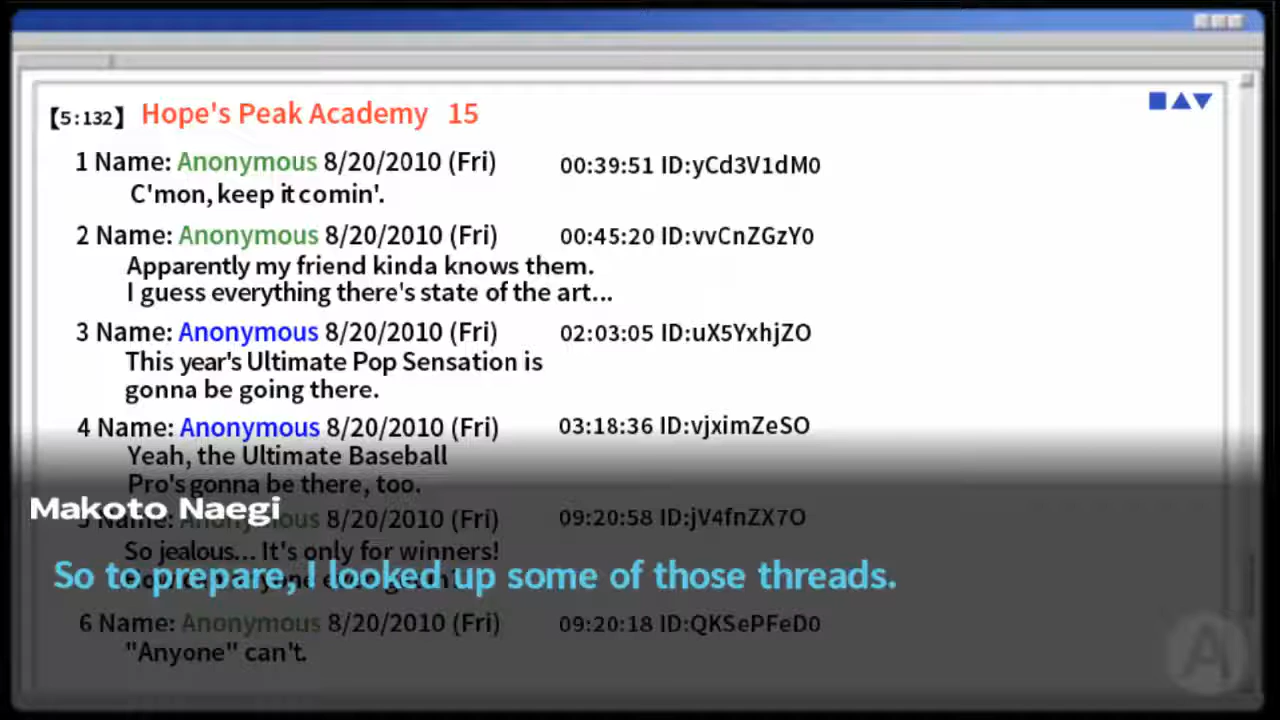 【5:132】 Hope's Peak Academy 15
1 Name: Anonymous 8/20/2010 (Fri) 00:39:51 ID:yCd3V1dM0
C'mon, keep it comin'.
2 Name: Anonymous 8/20/2010 (Fri) 00:45:20 ID:vvCnZGzY0
Apparently my friend kinda knows them.
I guess everything there's state of the art...
3 Name: Anonymous 8/20/2010 (Fri) 02:03:05 ID:uX5YxhjZO
This year's Ultimate Pop Sensation is
gonna be going there.
4 Name: Anonymous 8/20/2010 (Fri) 03:18:36 ID:vjximZeSO
Yeah, the Ultimate Baseball
Pro's gonna be there, too.
Makoto Naegi
5 Name: Anonymous 8/20/2010 (Fri) 09:20:58 ID:jV4fnZX7O
So jealous... It's only for winners!
So to prepare, I looked up some of those threads.
6 Name: Anonymous 8/20/2010 (Fri) 09:20:18 ID:QKSePFeD0
"Anyone" can't.
A